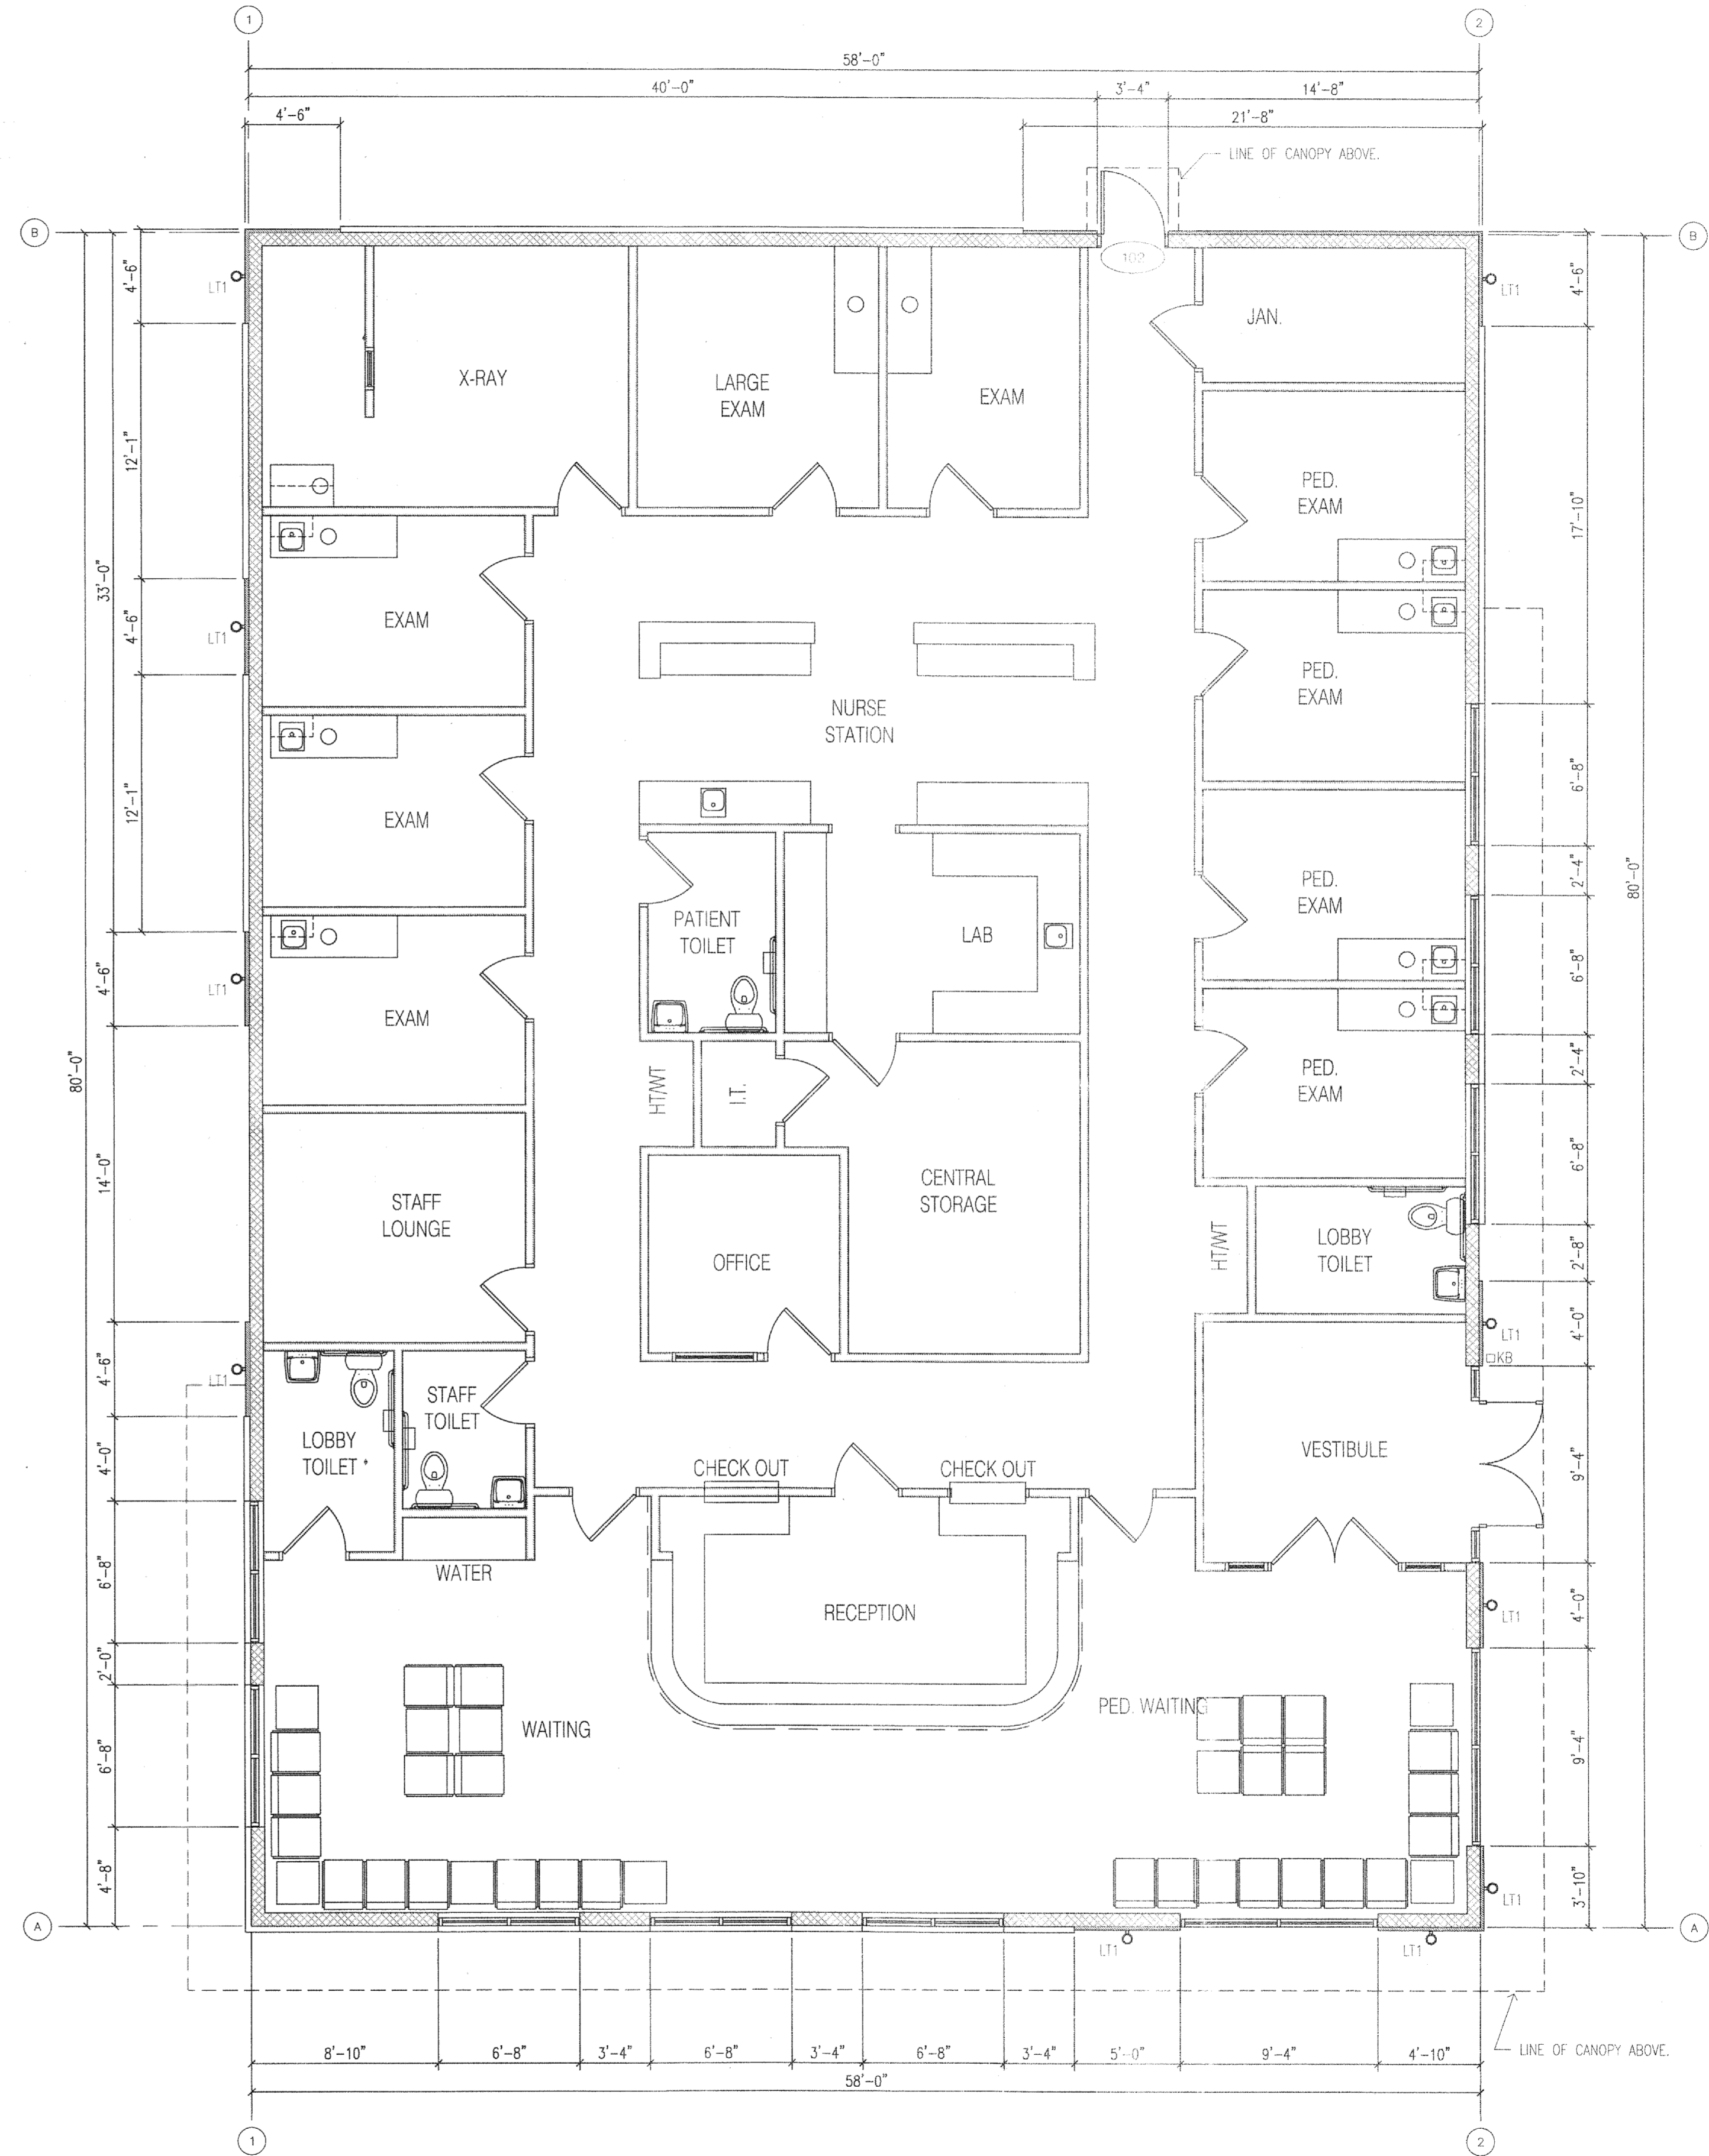 1
2
58'-0"
40'-0"
3'-4"
14'-8"
4'-6"
21'-8"
LINE OF CANOPY ABOVE.
B
B
102
4'-6"
LT1
LT1
4'-6"
JAN.
X-RAY
LARGE
EXAM
EXAM
12'-1"
PED.
EXAM
17'-10"
33'-0"
4'-6"
LT1
EXAM
PED.
EXAM
NURSE
STATION
6'-8"
12'-1"
EXAM
2'-4"
80'-0"
PED.
EXAM
PATIENT
TOILET
LAB
4'-6"
LT1
EXAM
6'-8"
2'-4"
80'-0"
HT/WT
I.T.
PED.
EXAM
6'-8"
14'-0"
STAFF
LOUNGE
CENTRAL
STORAGE
OFFICE
HT/WT
LOBBY
TOILET
2'-8"
4'-0"
LT1
KB
4'-6"
LT1
STAFF
TOILET
LOBBY
TOILET
4'-0"
CHECK OUT
CHECK OUT
VESTIBULE
9'-4"
6'-8"
WATER
RECEPTION
LT1
4'-0"
2'-0"
WAITING
PED. WAITING
6'-8"
9'-4"
4'-8"
LT1
3'-10"
A
A
LT1
LT1
8'-10"
6'-8"
3'-4"
6'-8"
3'-4"
6'-8"
3'-4"
5'-0"
9'-4"
4'-10"
LINE OF CANOPY ABOVE.
58'-0"
1
2